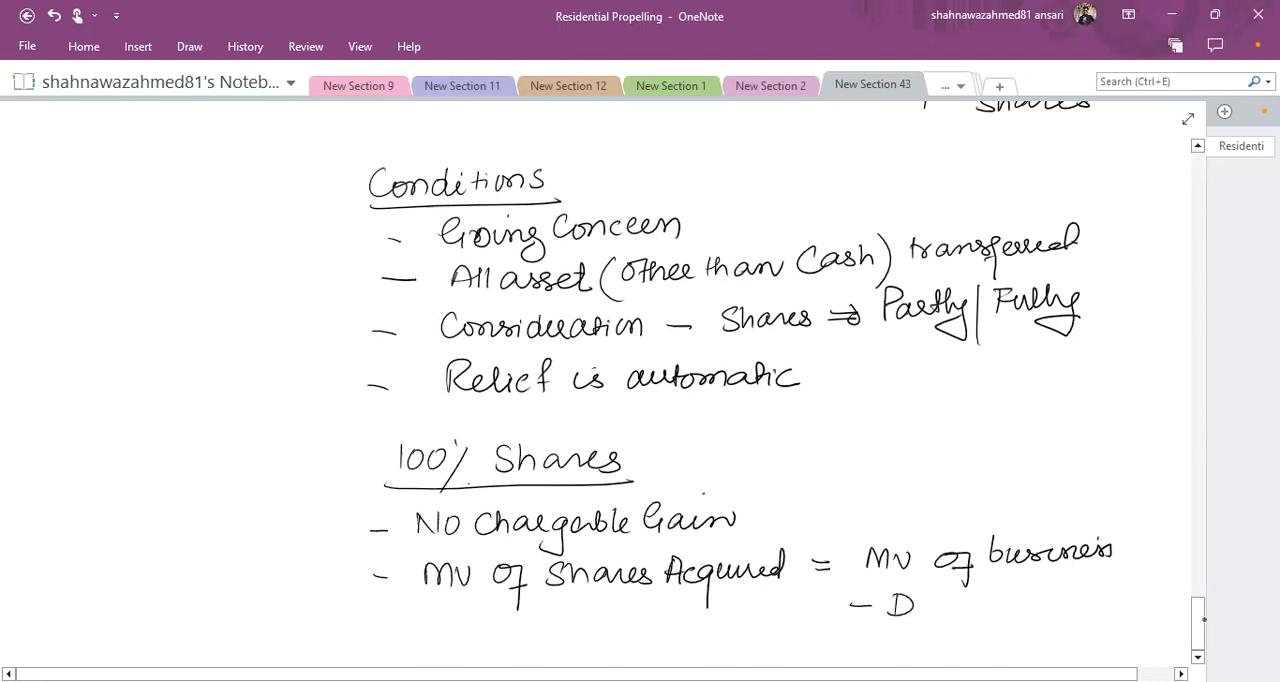 Residential Propelling - OneNote
shahnawazahmed81 ansari
File Home Insert Draw History Review View Help
shahnawazahmed81's Noteb... New Section 9 New Section 11 New Section 12 New Section 1 New Section 2 New Section 43 ... + Search (Ctrl+E)
Shares
Residenti
Conditions
- Going Concern
- All asset (Other than Cash) transferred
- Consideration - Shares ⇒ Partly | Fully
- Relief is automatic
100% Shares
- No Chargable Gain
- MV of Shares Acquired = MV of business
- D